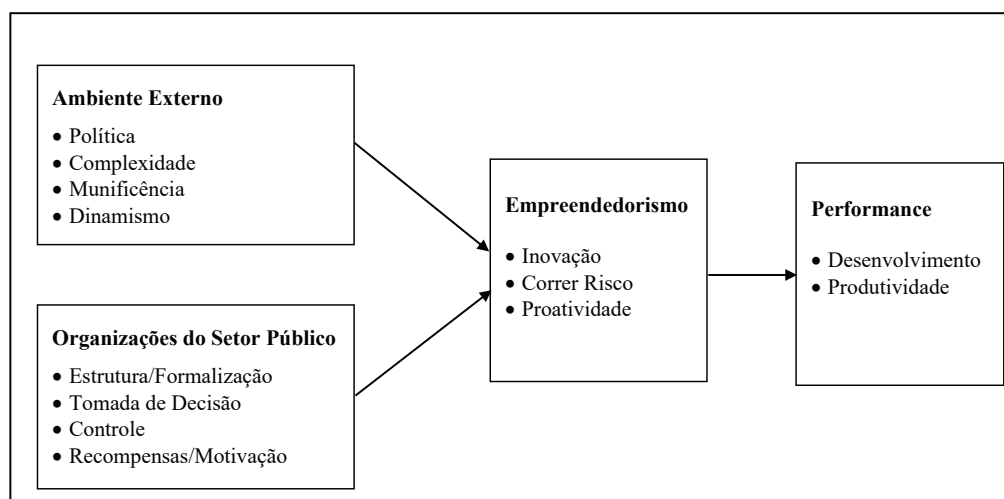 Ambiente Externo
• Política
• Complexidade
• Munificência
• Dinamismo
Organizações do Setor Público
• Estrutura/Formalização
• Tomada de Decisão
• Controle
• Recompensas/Motivação
Empreendedorismo
• Inovação
• Correr Risco
• Proatividade
Performance
• Desenvolvimento
• Produtividade